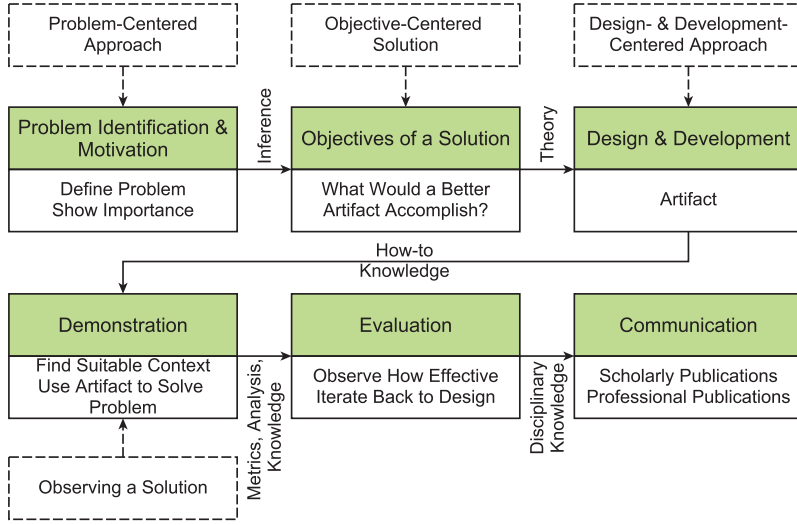 Problem-Centered
Approach
Objective-Centered
Solution
Design- & Development-
Centered Approach
Problem Identification &
Motivation
Define Problem
Show Importance
Inference
Objectives of a Solution
What Would a Better
Artifact Accomplish?
Theory
Design & Development
Artifact
How-to
Knowledge
Demonstration
Find Suitable Context
Use Artifact to Solve
Problem
Metrics, Analysis,
Knowledge
Evaluation
Observe How Effective
Iterate Back to Design
Disciplinary
Knowledge
Communication
Scholarly Publications
Professional Publications
Observing a Solution